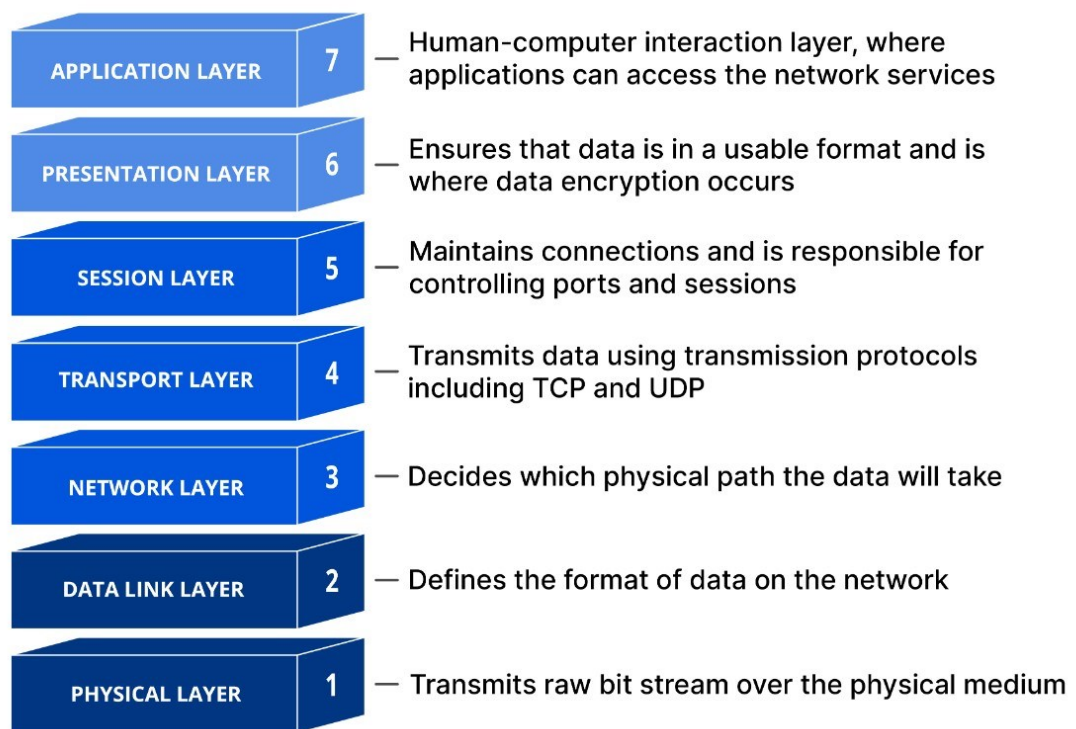 APPLICATION LAYER
7
Human-computer interaction layer, where
applications can access the network services
PRESENTATION LAYER
6
Ensures that data is in a usable format and is
where data encryption occurs
SESSION LAYER
5
Maintains connections and is responsible for
controlling ports and sessions
TRANSPORT LAYER
4
Transmits data using transmission protocols
including TCP and UDP
NETWORK LAYER
3
Decides which physical path the data will take
DATA LINK LAYER
2
Defines the format of data on the network
PHYSICAL LAYER
1
Transmits raw bit stream over the physical medium